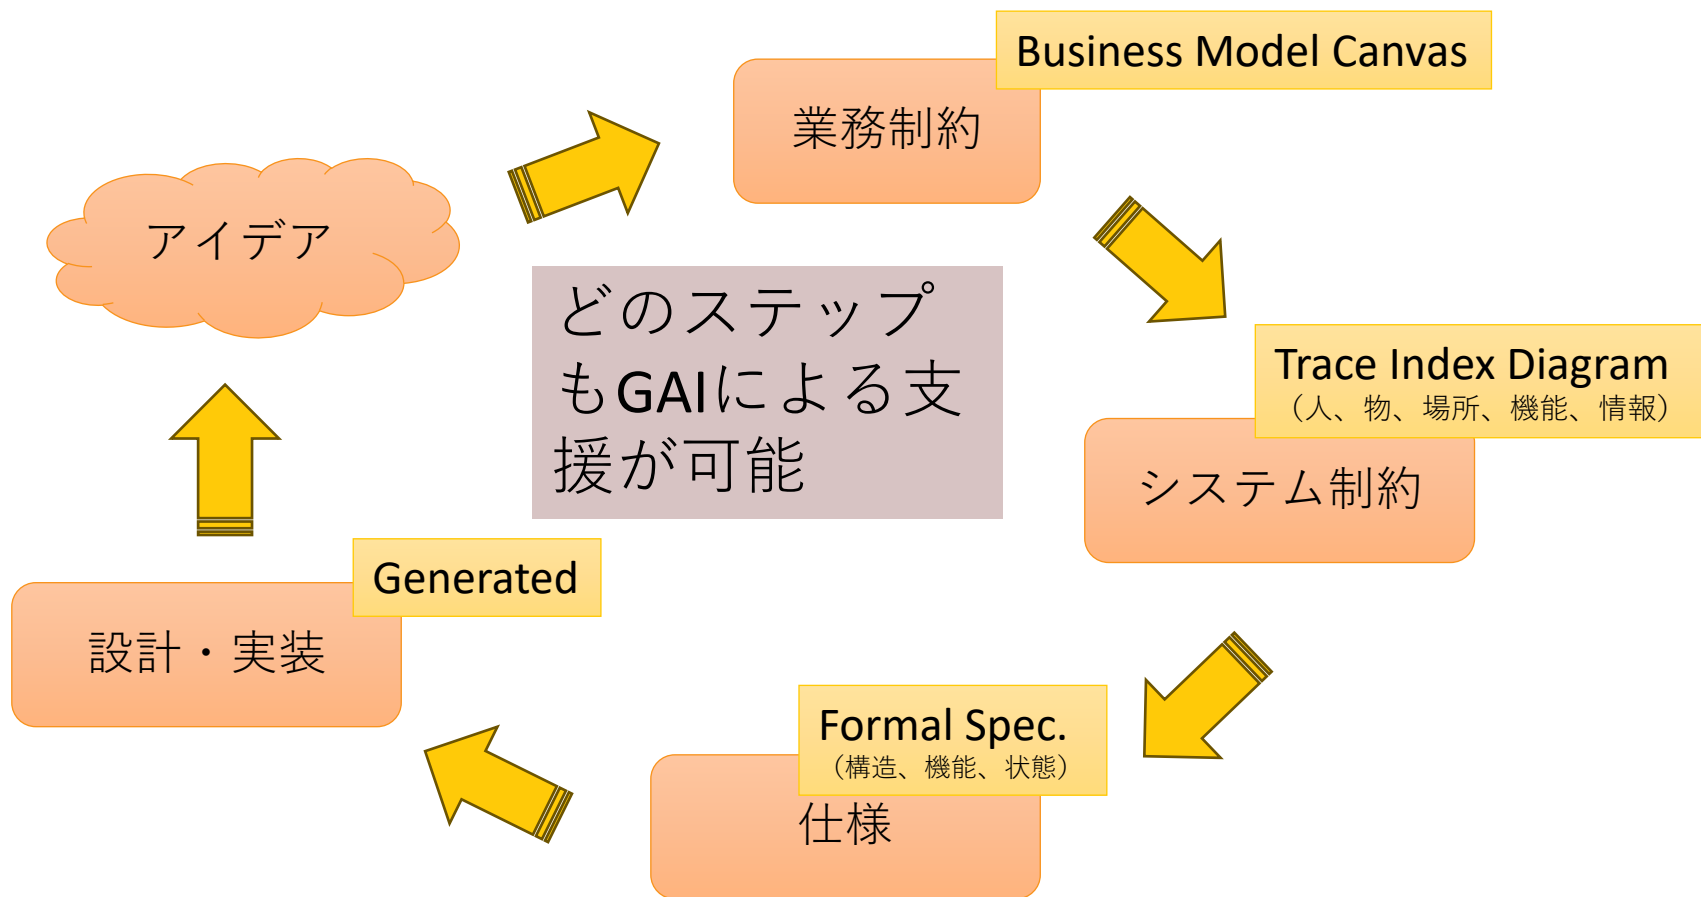 Business Model Canvas
業務制約
アイデア
どのステップ
もGAIによる支
援が可能
Trace Index Diagram
（人、物、場所、機能、情報）
システム制約
Generated
設計・実装
Formal Spec.
（構造、機能、状態）
仕様